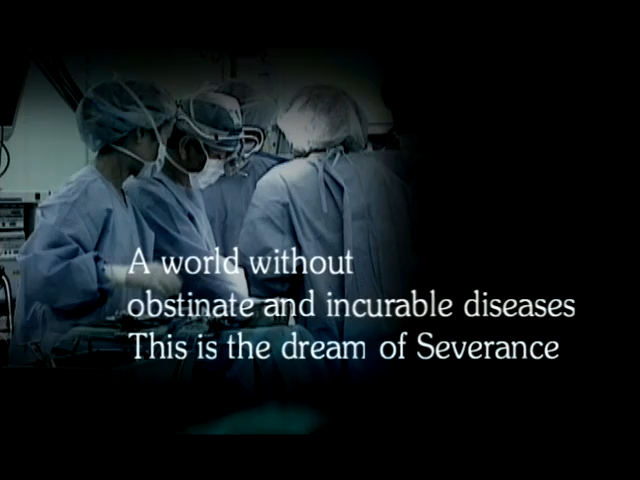 A world without
obstinate and incurable diseases
This is the dream of Severance